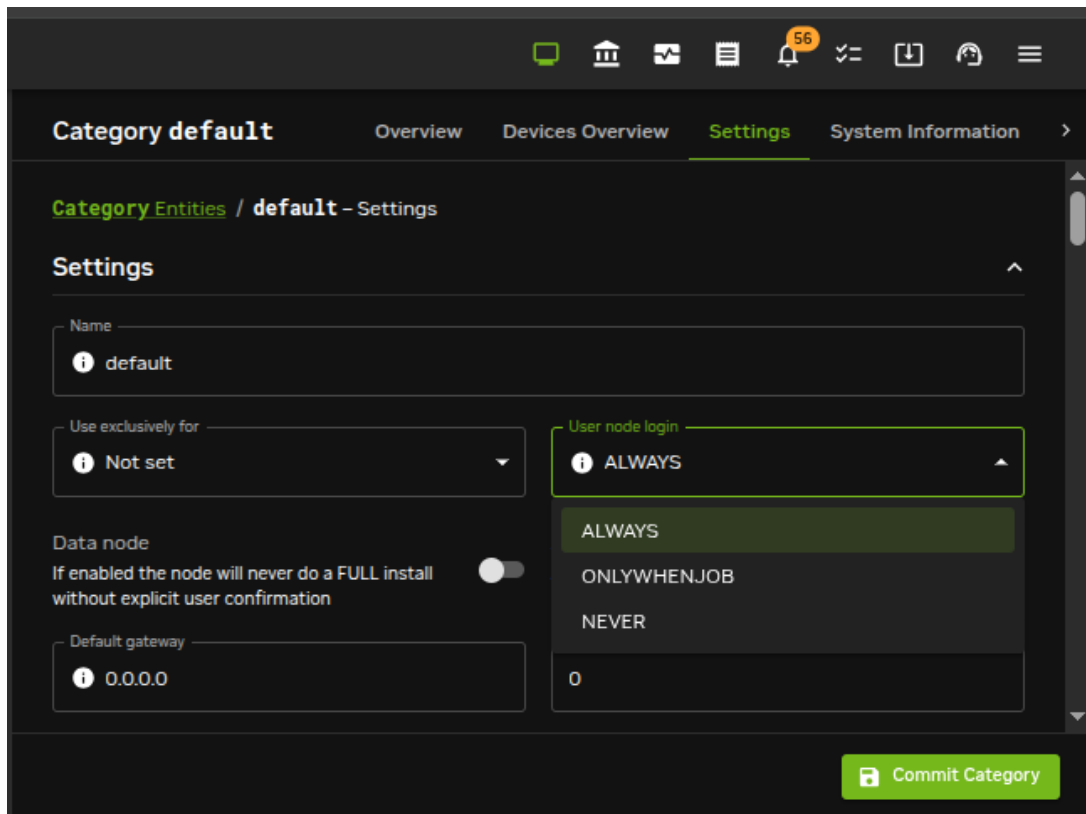 56
Category default
Overview
Devices Overview
Settings
System Information
Category Entities / default – Settings
Settings
Name
default
Use exclusively for
Not set
User node login
ALWAYS
ALWAYS
ONLYWHENJOB
NEVER
Data node
If enabled the node will never do a FULL install
without explicit user confirmation
Default gateway
0.0.0.0
0
Commit Category